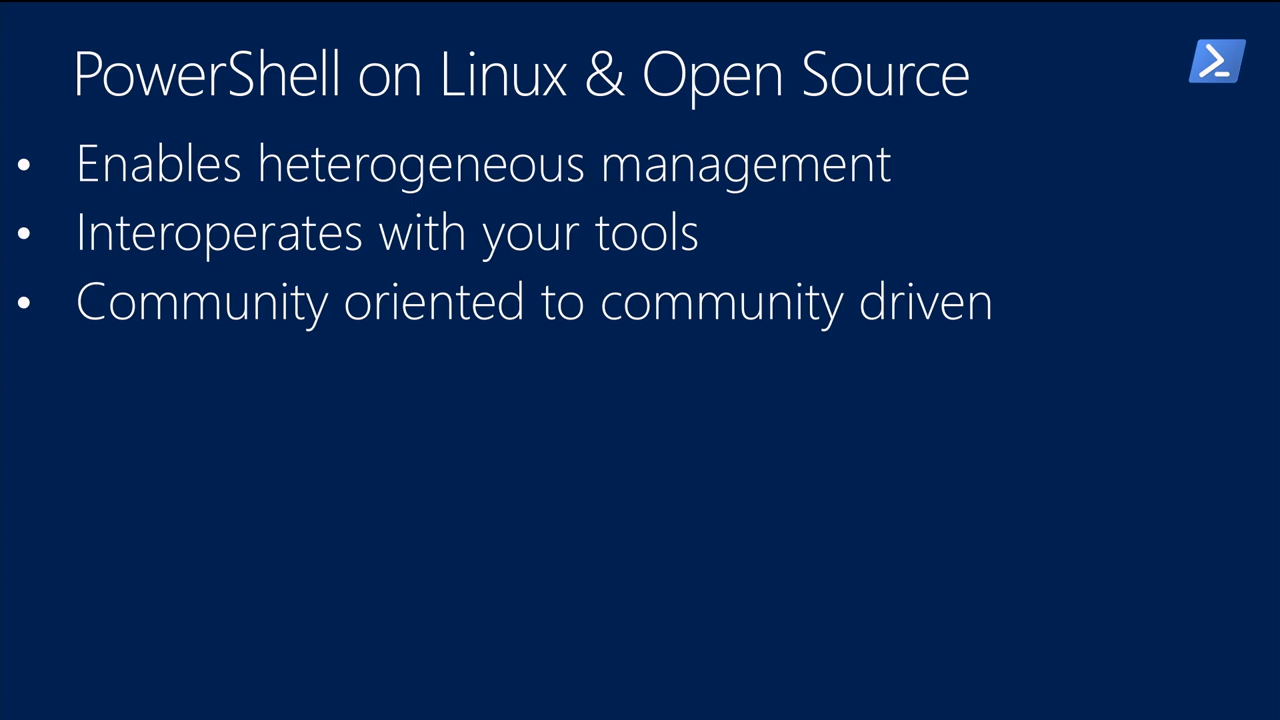 PowerShell on Linux & Open Source
• Enables heterogeneous management
• Interoperates with your tools
• Community oriented to community driven